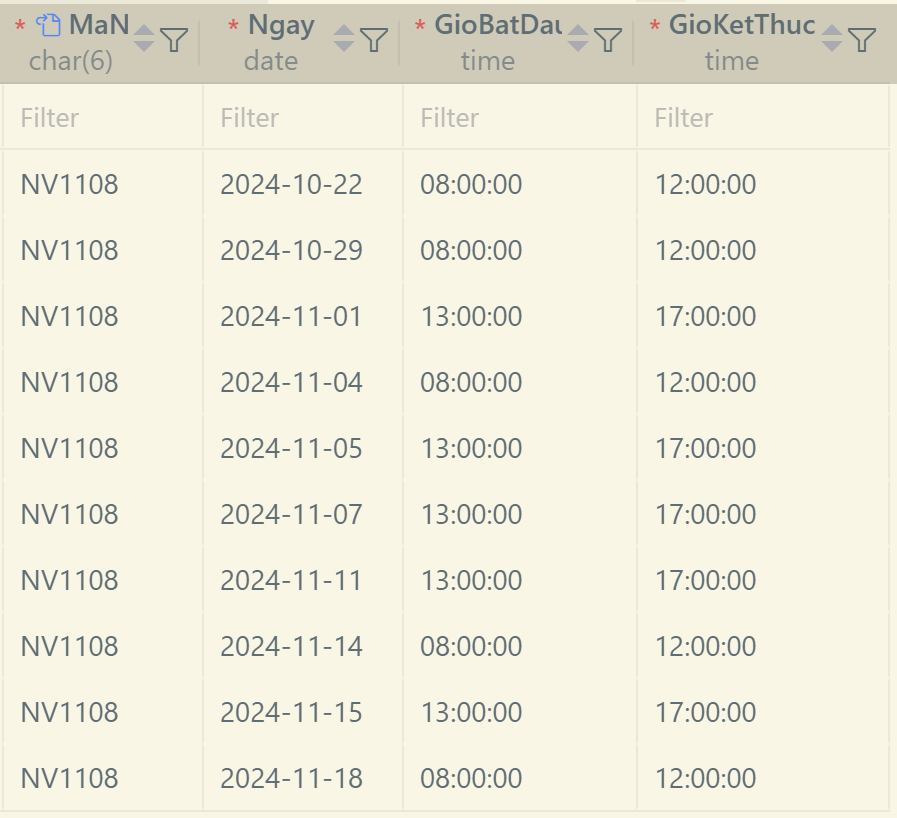 * MaN * Ngay * GioBatDau * GioKetThuc
char(6) date time time
Filter Filter Filter Filter
NV1108 2024-10-22 08:00:00 12:00:00
NV1108 2024-10-29 08:00:00 12:00:00
NV1108 2024-11-01 13:00:00 17:00:00
NV1108 2024-11-04 08:00:00 12:00:00
NV1108 2024-11-05 13:00:00 17:00:00
NV1108 2024-11-07 13:00:00 17:00:00
NV1108 2024-11-11 13:00:00 17:00:00
NV1108 2024-11-14 08:00:00 12:00:00
NV1108 2024-11-15 13:00:00 17:00:00
NV1108 2024-11-18 08:00:00 12:00:00